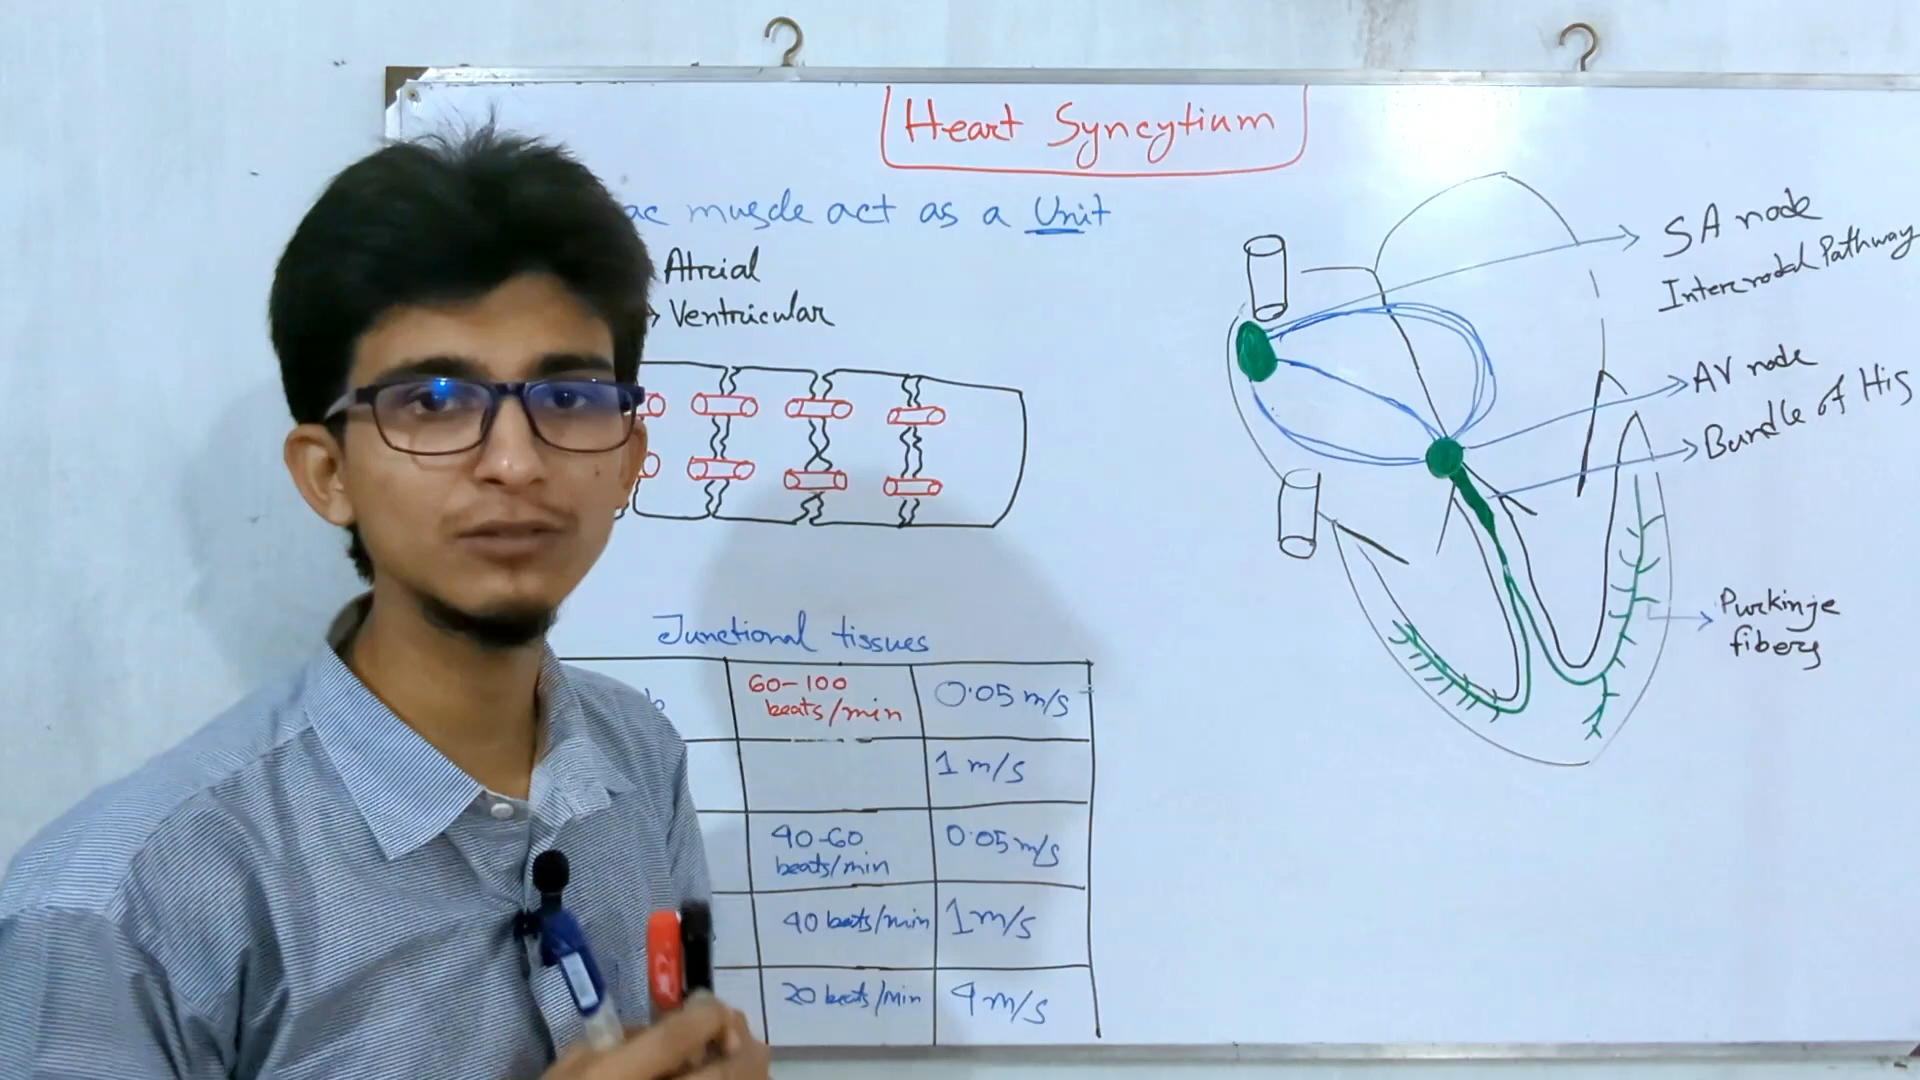 Heart Syncytium
ac muscle act as a Unit
Atrial
Ventricular
SA node
Internodal Pathway
AV node
Bundle of His
Purkinje
fibers
Junctional tissues
60-100
beats/min
0.05 m/s
1 m/s
40-60
beats/min
0.05 m/s
40 beats/min
1 m/s
20 beats/min
4 m/s